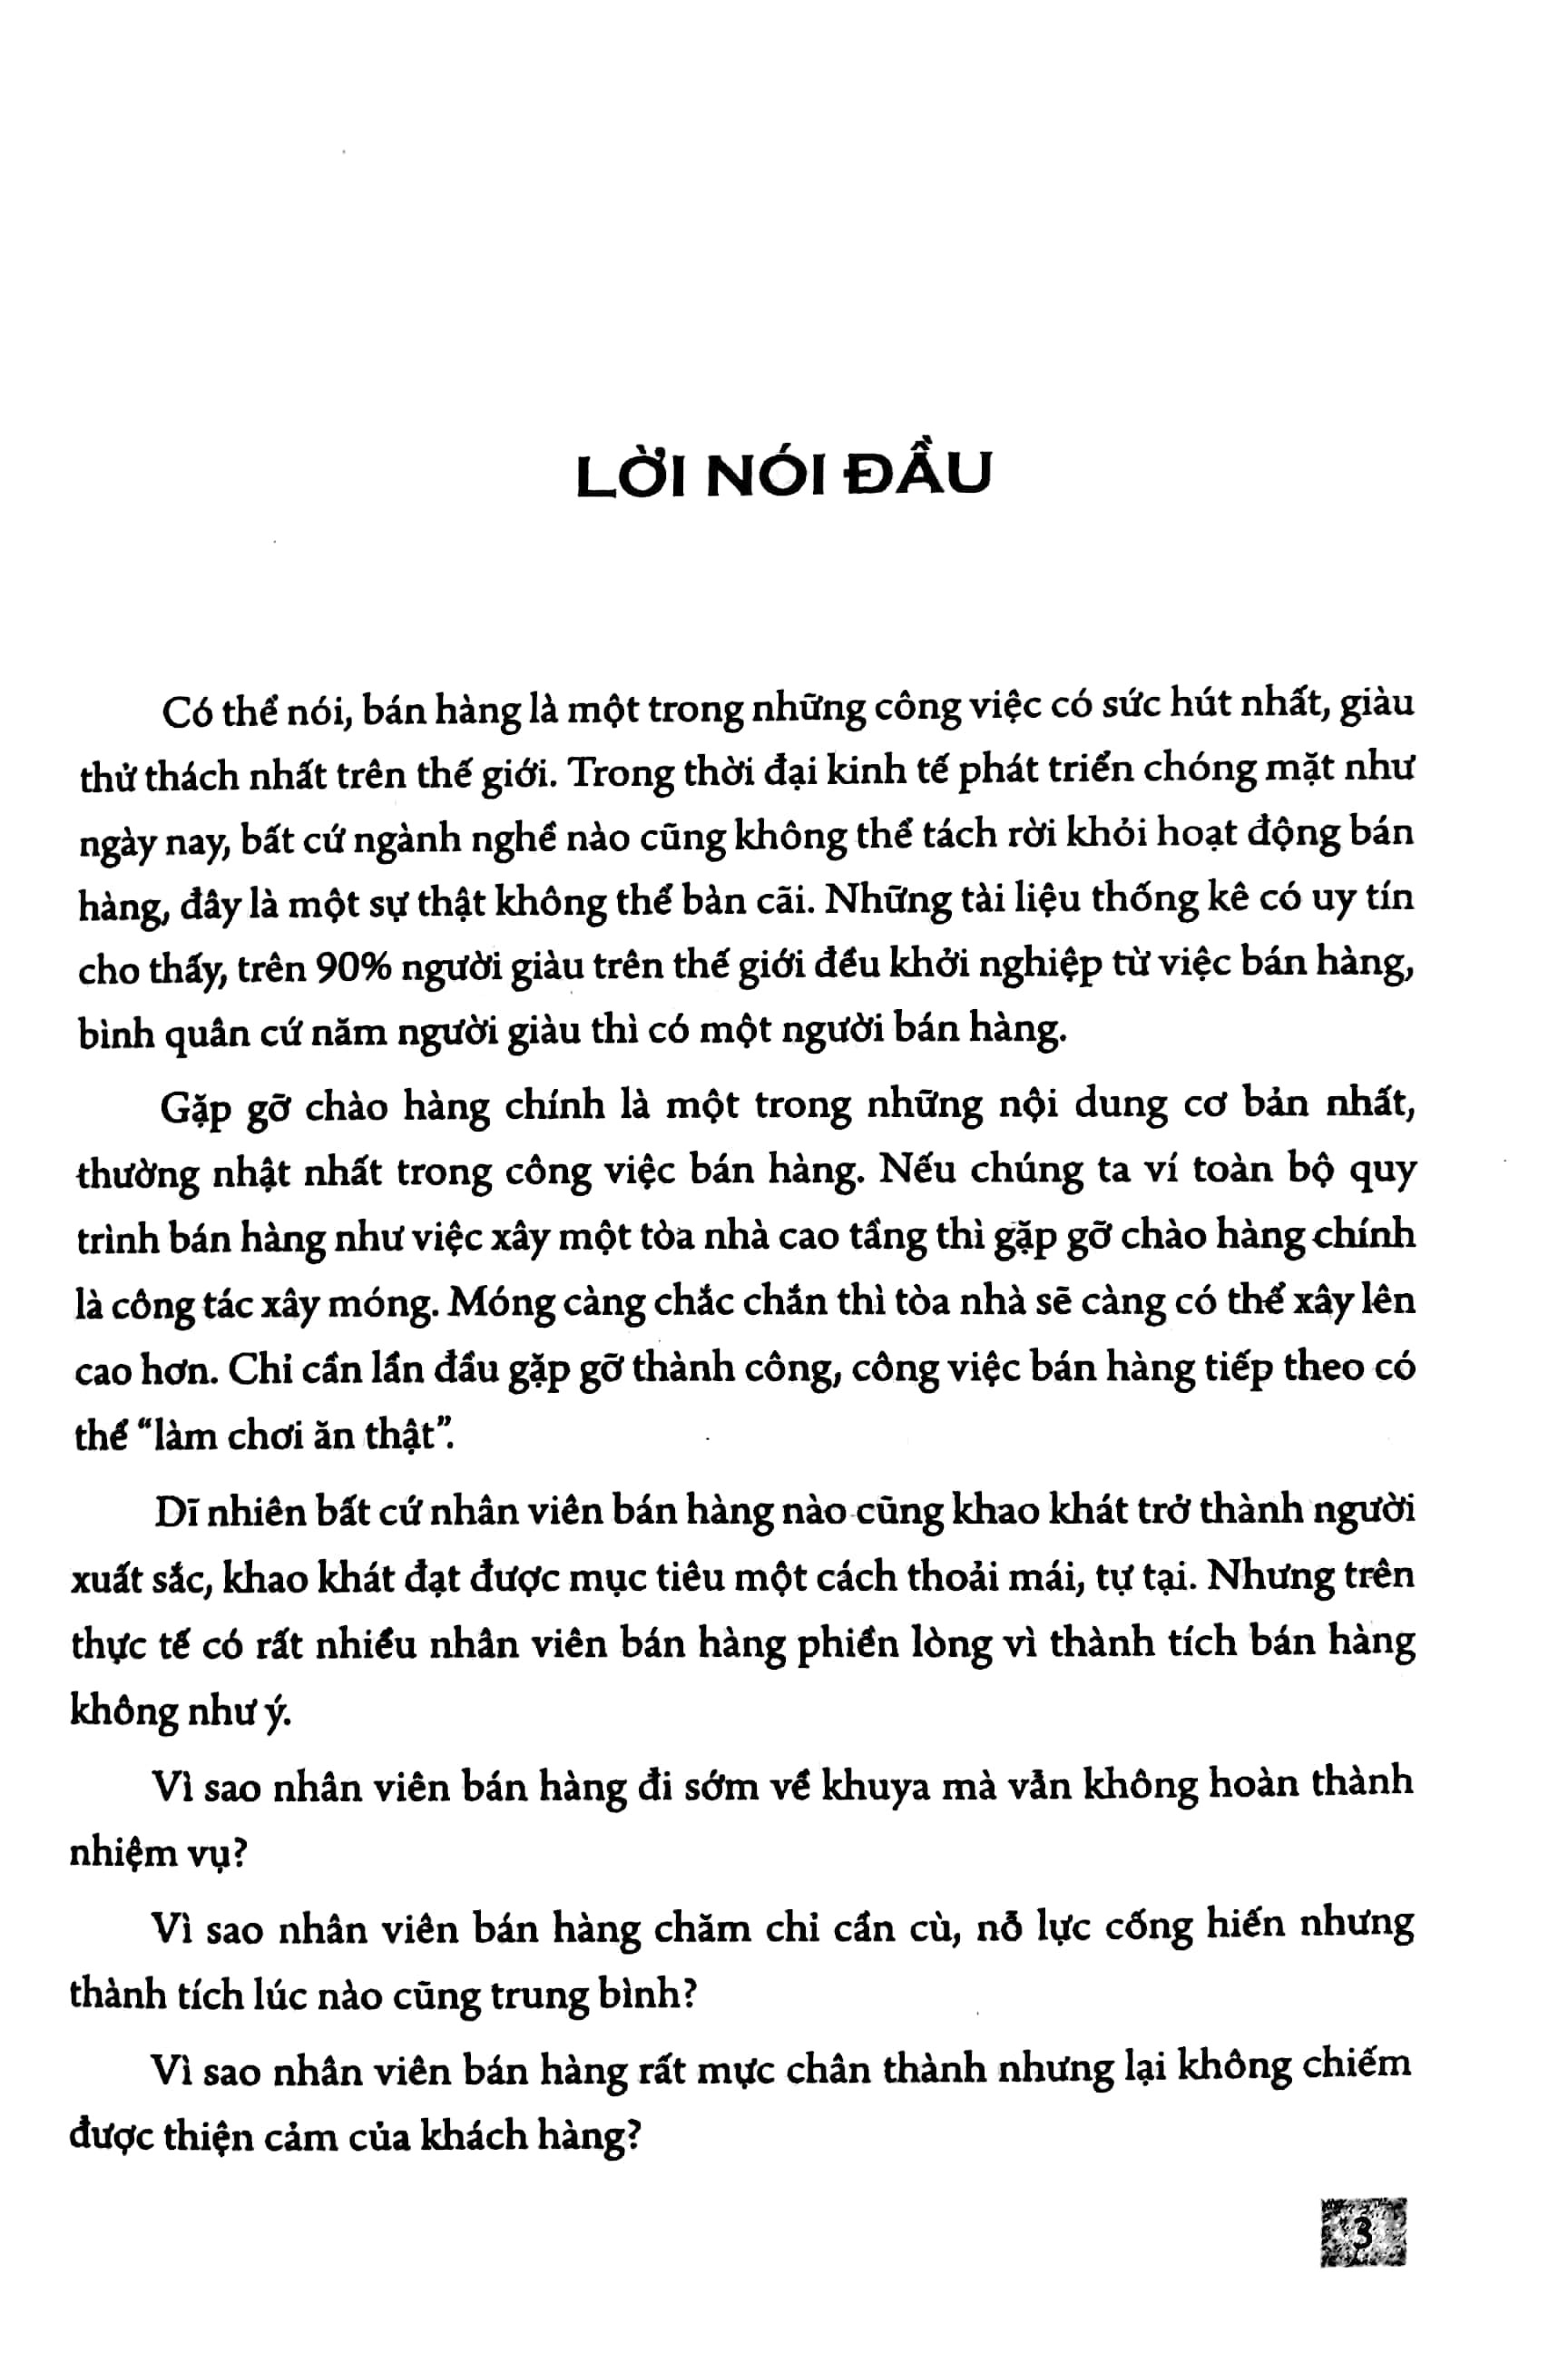 LỜI NÓI ĐẦU
Có thể nói, bán hàng là một trong những công việc có sức hút nhất, giàu
thử thách nhất trên thế giới. Trong thời đại kinh tế phát triển chóng mặt như
ngày nay, bất cứ ngành nghề nào cũng không thể tách rời khỏi hoạt động bán
hàng, đây là một sự thật không thể bàn cãi. Những tài liệu thống kê có uy tín
cho thấy, trên 90% người giàu trên thế giới đều khởi nghiệp từ việc bán hàng,
bình quân cứ năm người giàu thì có một người bán hàng.
Gặp gỡ chào hàng chính là một trong những nội dung cơ bản nhất,
thường nhật nhất trong công việc bán hàng. Nếu chúng ta ví toàn bộ quy
trình bán hàng như việc xây một tòa nhà cao tầng thì gặp gỡ chào hàng chính
là công tác xây móng. Móng càng chắc chắn thì tòa nhà sẽ càng có thể xây lên
cao hơn. Chỉ cần lần đầu gặp gỡ thành công, công việc bán hàng tiếp theo có
thể “làm chơi ăn thật”.
Dĩ nhiên bất cứ nhân viên bán hàng nào cũng khao khát trở thành người
xuất sắc, khao khát đạt được mục tiêu một cách thoải mái, tự tại. Nhưng trên
thực tế có rất nhiều nhân viên bán hàng phiền lòng vì thành tích bán hàng
không như ý.
Vì sao nhân viên bán hàng đi sớm về khuya mà vẫn không hoàn thành
nhiệm vụ?
Vì sao nhân viên bán hàng chăm chỉ cần cù, nỗ lực cống hiến nhưng
thành tích lúc nào cũng trung bình?
Vì sao nhân viên bán hàng rất mực chân thành nhưng lại không chiếm
được thiện cảm của khách hàng?
3